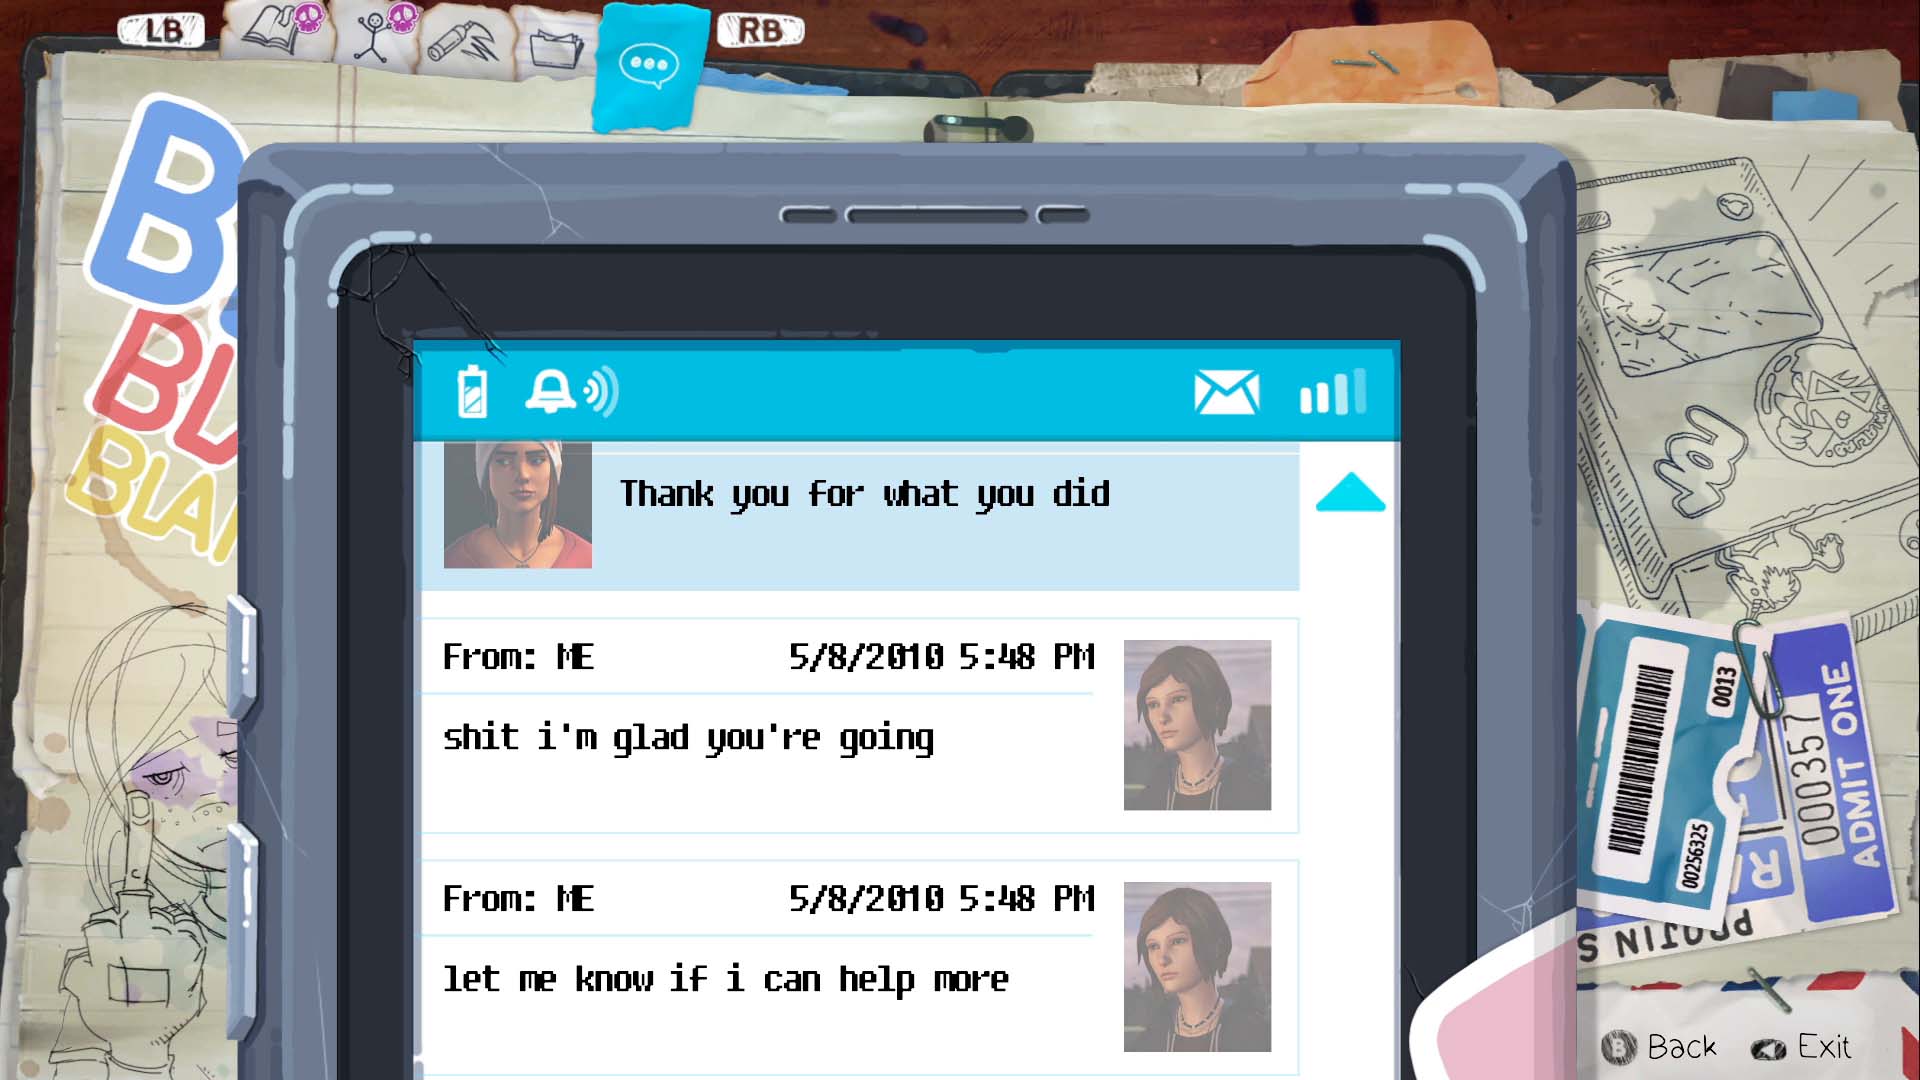 LB
RB
Thank you for what you did
From: ME 5/8/2010 5:48 PM
shit i'm glad you're going
From: ME 5/8/2010 5:48 PM
let me know if i can help more
0013
00256325
000357
ADMIT ONE
B Back
Exit